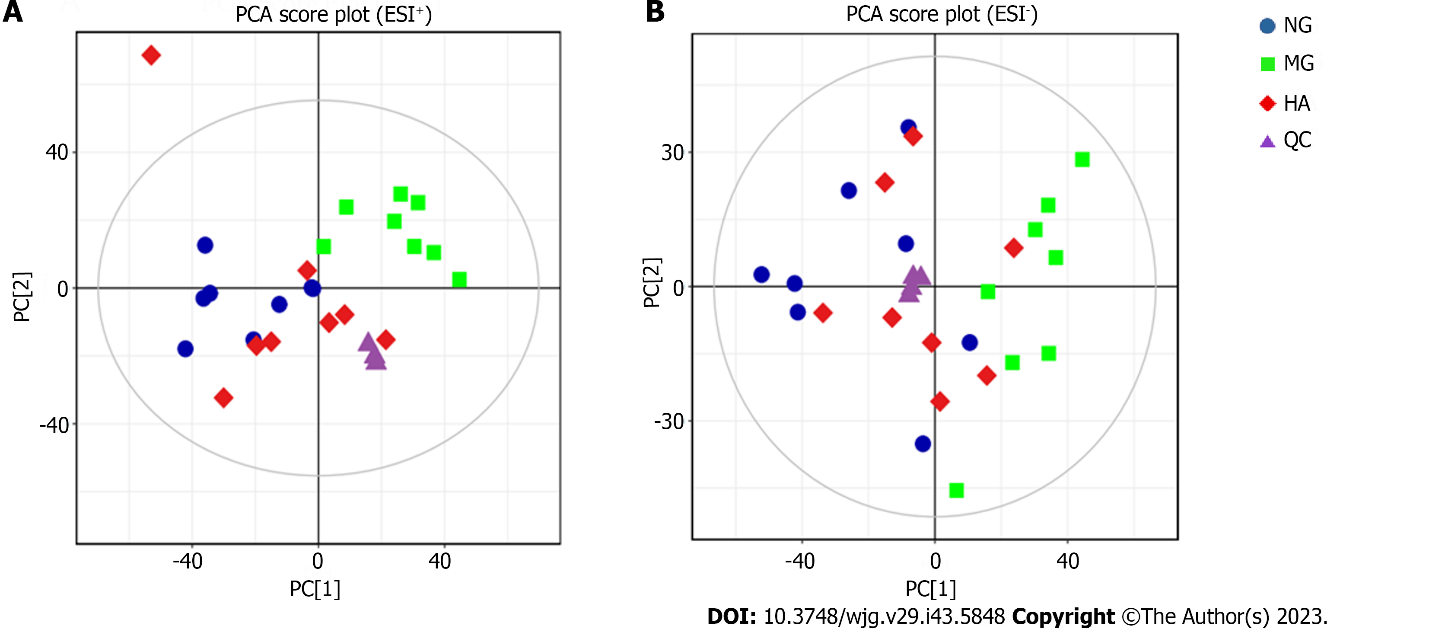 A
PCA score plot (ESI+)
40
0
-40
PC[2]
-40 0 40
PC[1]
B
PCA score plot (ESI-)
30
0
-30
PC[2]
-40 0 40
PC[1]
NG
MG
HA
QC
DOI: 10.3748/wjg.v29.i43.5848 Copyright ©The Author(s) 2023.